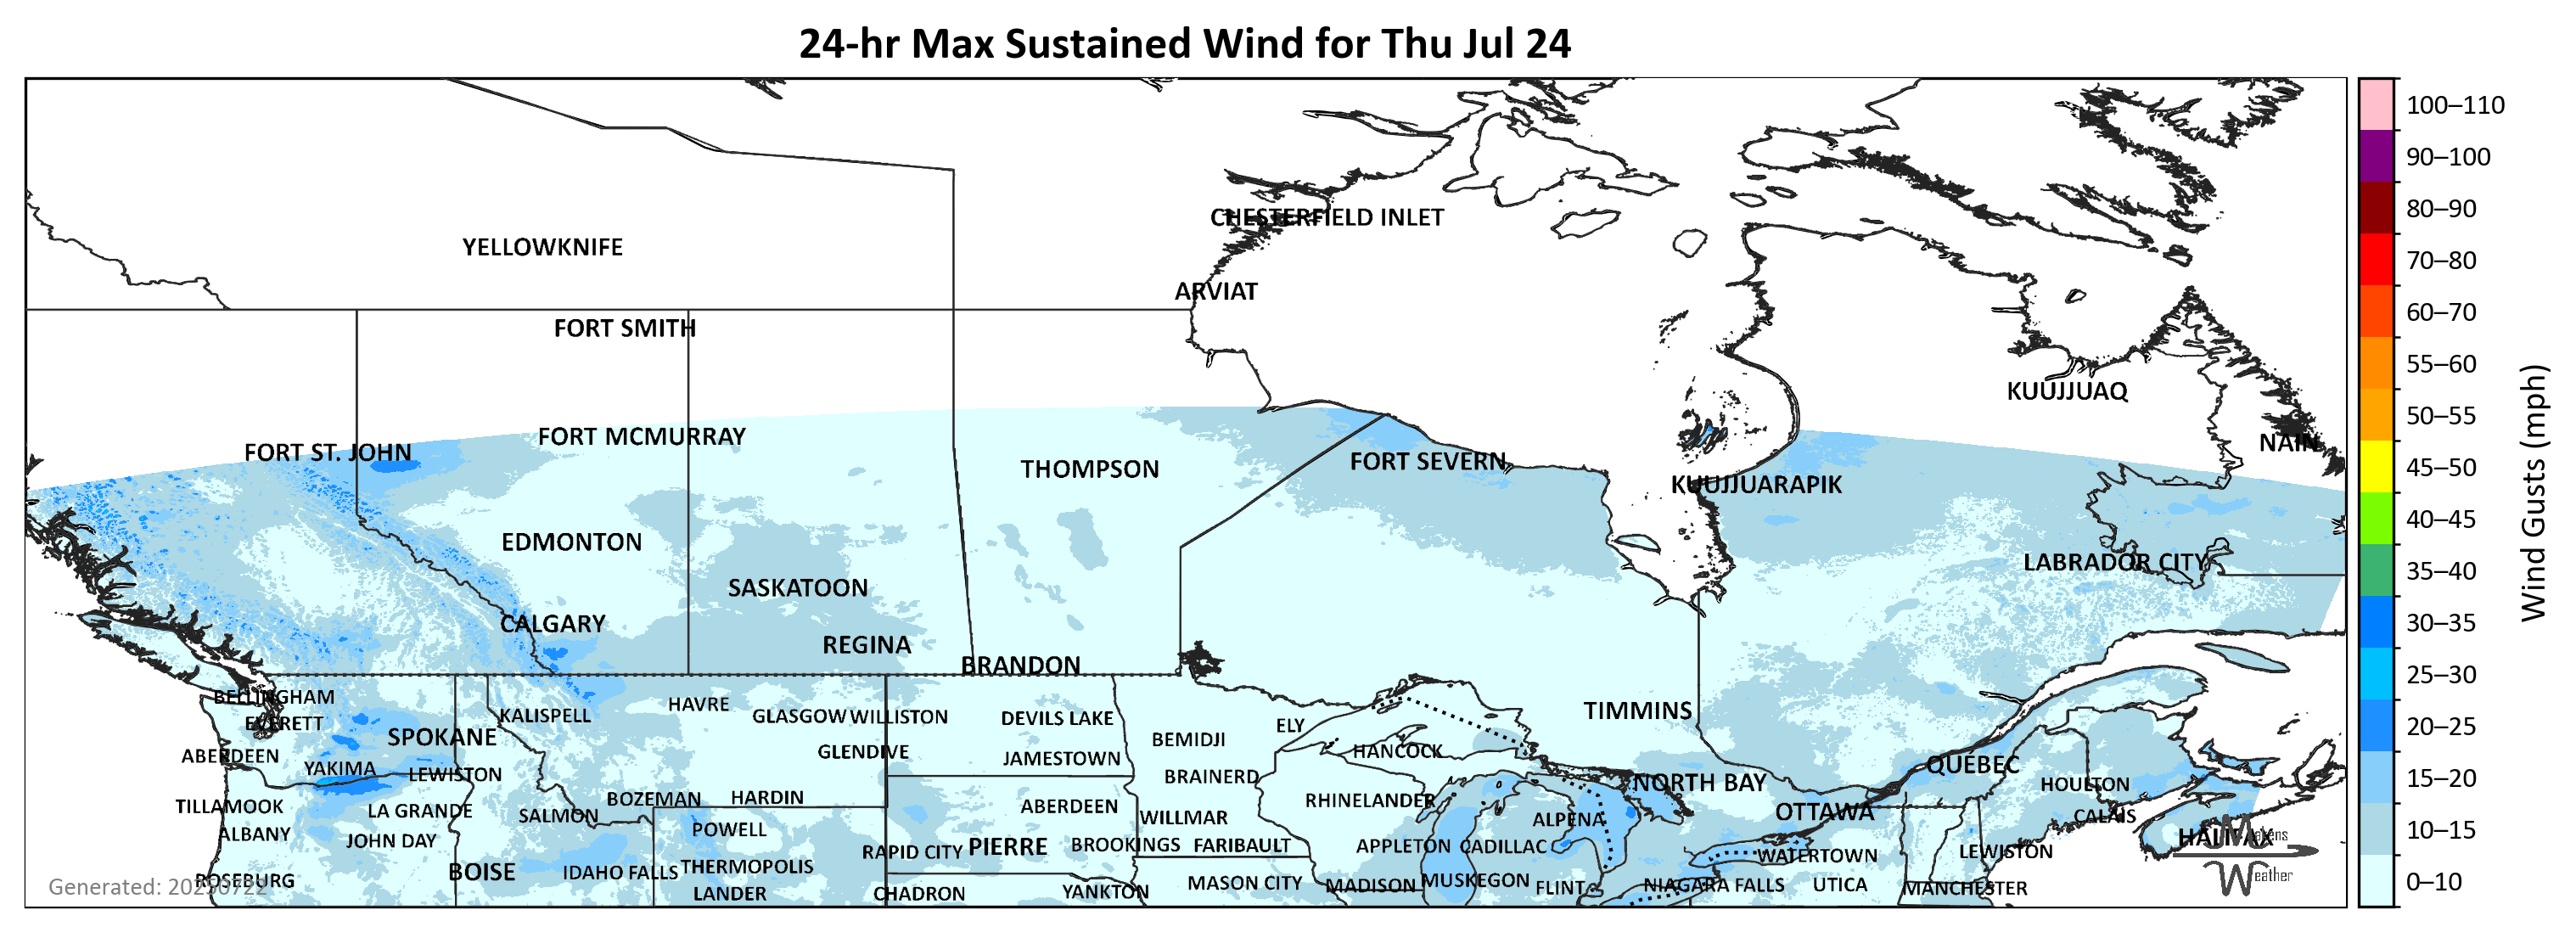 24-hr Max Sustained Wind for Thu Jul 24
CHESTERFIELD INLET
YELLOWKNIFE
ARVIAT
FORT SMITH
KUUJJUAQ
FORT MCMURRAY
NAIN
FORT ST. JOHN
FORT SEVERN
THOMPSON
KUUJJUARAPIK
EDMONTON
LABRADOR CITY
SASKATOON
CALGARY
REGINA
BRANDON
BELLINGHAM
HAVRE
TIMMINS
KALISPELL
GLASGOW
WILLISTON
DEVILS LAKE
EVERETT
ELY
SPOKANE
BEMIDJI
ABERDEEN
GLENDIVE
JAMESTOWN
HANCOCK
QUEBEC
YAKIMA
LEWISTON
BRAINERD
NORTH BAY
HOULTON
BOZEMAN
HARDIN
RHINELANDER
TILLAMOOK
LA GRANDE
SALMON
ABERDEEN
WILLMAR
ALPENA
OTTAWA
CALAIS
ALBANY
JOHN DAY
POWELL
HALIFAX
Makens
Weather
RAPID CITY
PIERRE
BROOKINGS
FARIBAULT
APPLETON
CADILLAC
WATERTOWN
LEWISTON
BOISE
IDAHO FALLS
THERMOPOLIS
ROSEBURG
MASON CITY
MADISON
MUSKEGON
FLINT
NIAGARA FALLS
UTICA
MANCHESTER
LANDER
CHADRON
YANKTON
Generated: 20250722
100–110
90–100
80–90
70–80
60–70
55–60
50–55
45–50
40–45
35–40
30–35
25–30
20–25
15–20
10–15
0–10
Wind Gusts (mph)